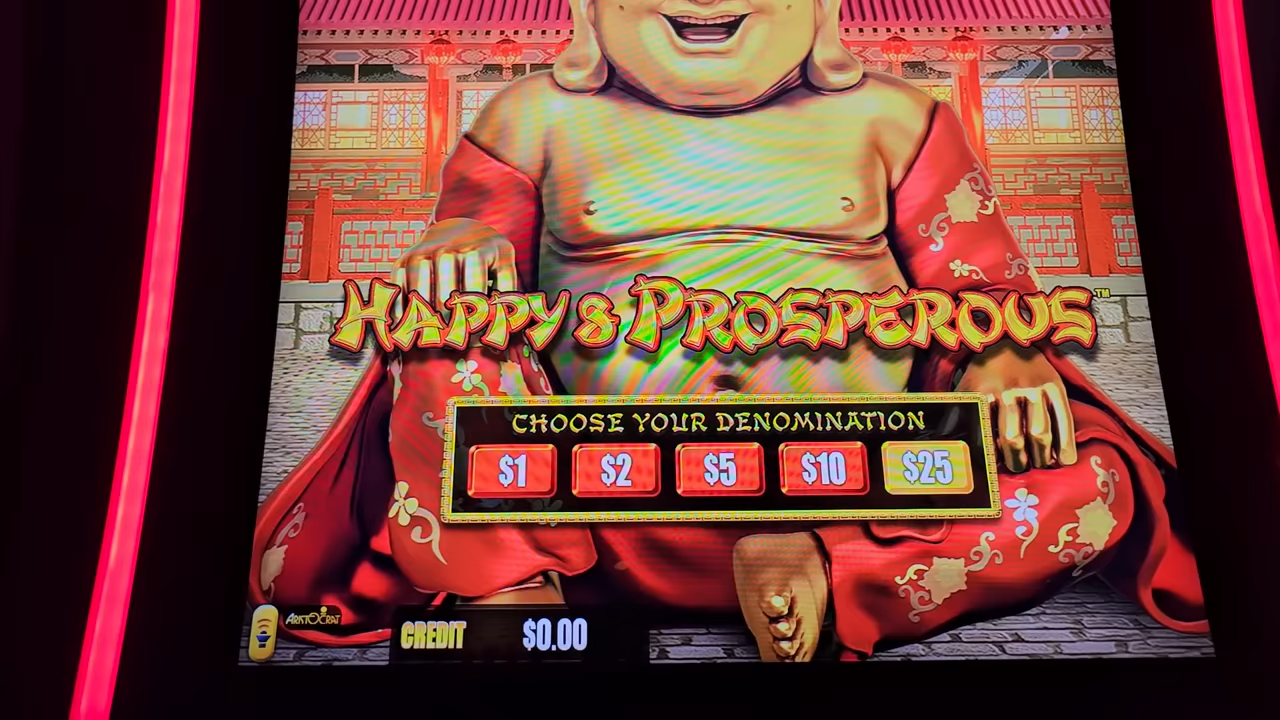 HAPPY & PROSPEROUS™
CHOOSE YOUR DENOMINATION
$1 $2 $5 $10 $25
ARISTOCRAT
CREDIT $0.00